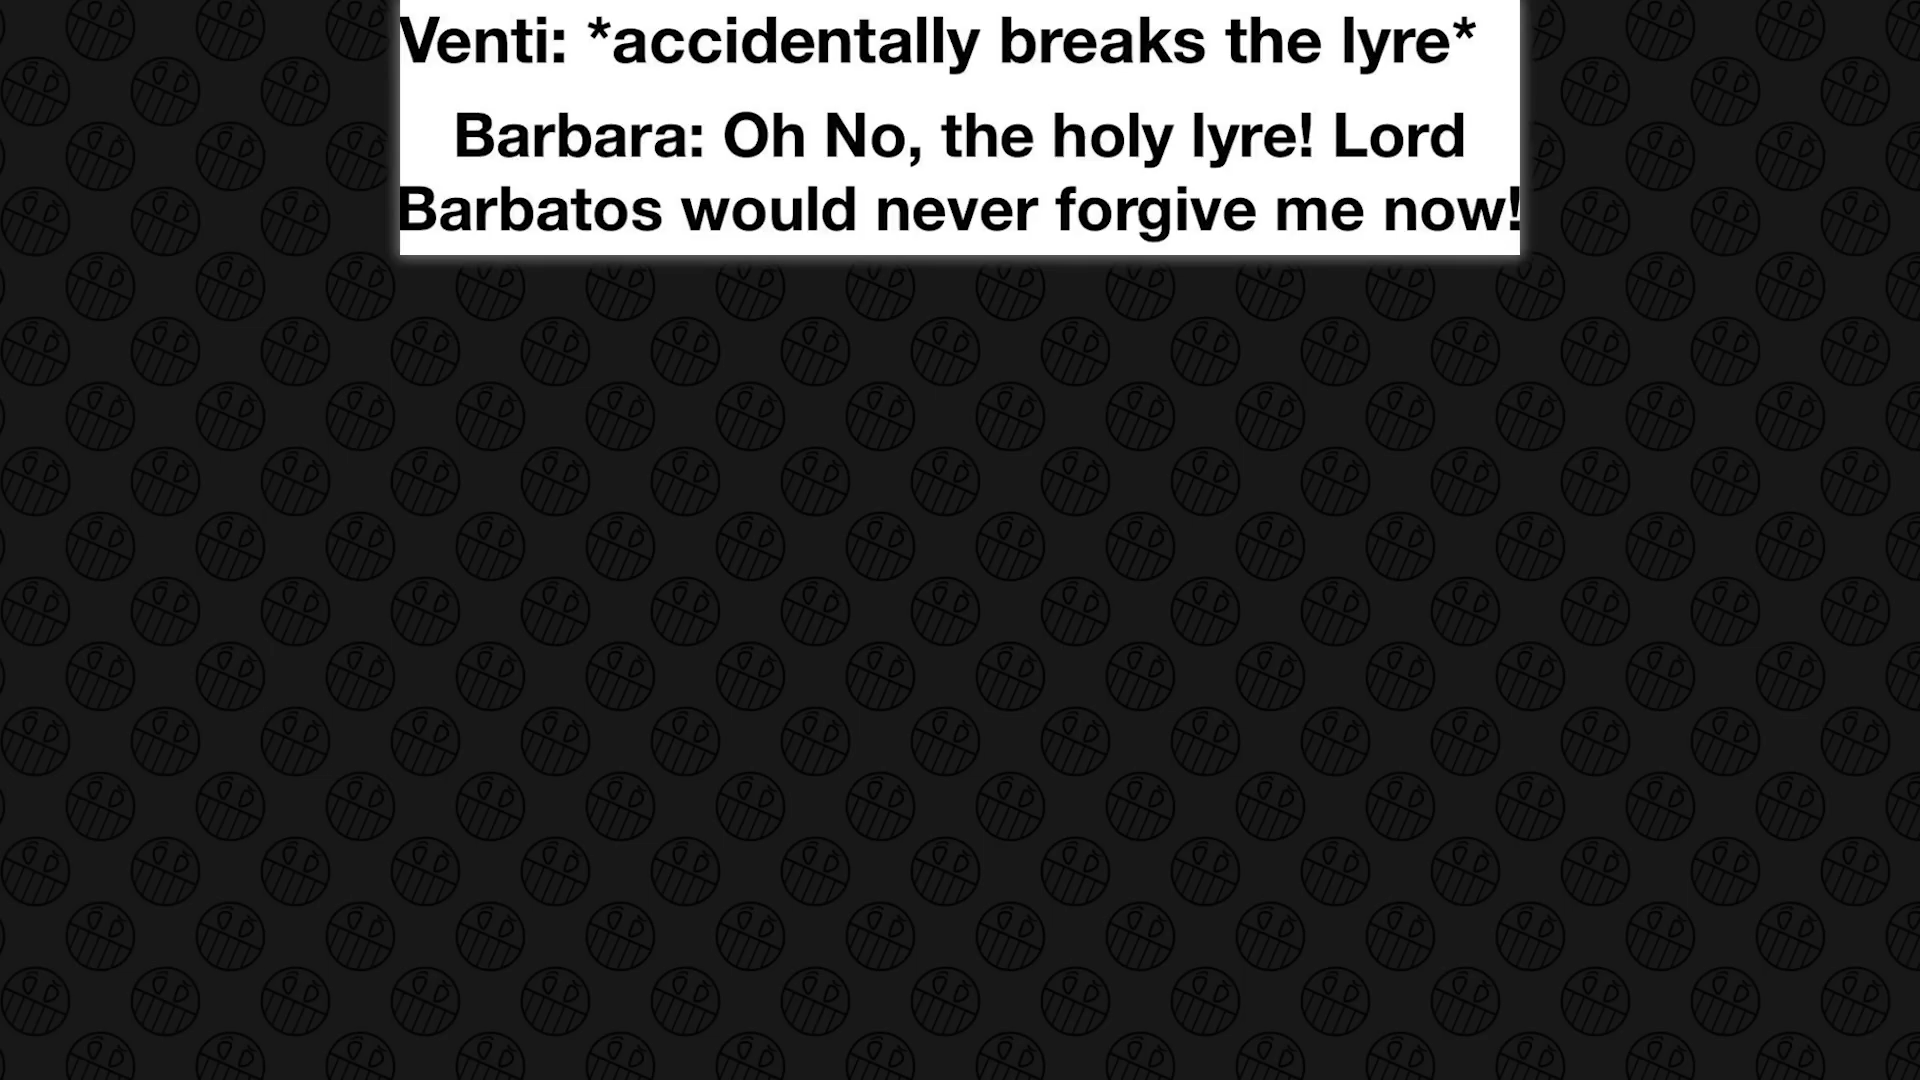 Venti: *accidentally breaks the lyre*
Barbara: Oh No, the holy lyre! Lord
Barbatos would never forgive me now!